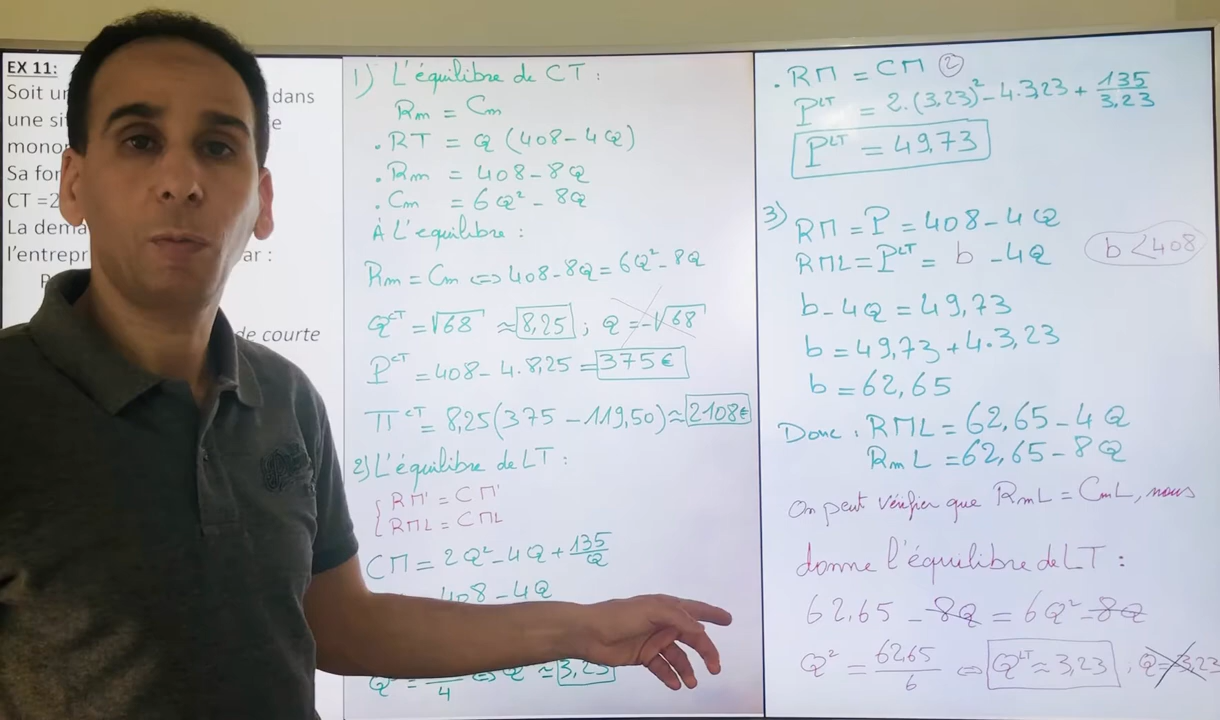 EX 11:
Soit un dans
une si
mono
Sa for
CT =2
La dema
l'entrepr ar :
de courte
1) L'équilibre de CT :
Rm = Cm
. RT = Q (408 - 4Q)
. Rm = 408 - 8Q
. Cm = 6Q² - 8Q
À L'équilibre :
Rm = Cm ⇔ 408 - 8Q = 6Q² - 8Q
Q^CT = √68 ≈ 8,25 ; Q = -√68
P^CT = 408 - 4.8,25 = 375€
Π^CT = 8,25(375 - 119,50) ≈ 2108€
2) L'équilibre de LT :
{ RM' = CM'
RML = CML
CM = 2Q² - 4Q + 135/Q
408 - 4Q
4 ⇔ Q ≈ 3,23
. RM = CM ②
P^LT = 2.(3,23)² - 4.3,23 + 135/3,23
P^LT = 49,73
3) RM = P = 408 - 4Q
RML = P^LT = b - 4Q b < 408
b - 4Q = 49,73
b = 49,73 + 4.3,23
b = 62,65
Donc : RML = 62,65 - 4Q
RmL = 62,65 - 8Q
On peut vérifier que RmL = CmL, nous
donne l'équilibre de LT :
62,65 - 8Q = 6Q² - 8Q
Q² = 62,65/6 ⇔ Q^LT ≈ 3,23 , Q = -3,23